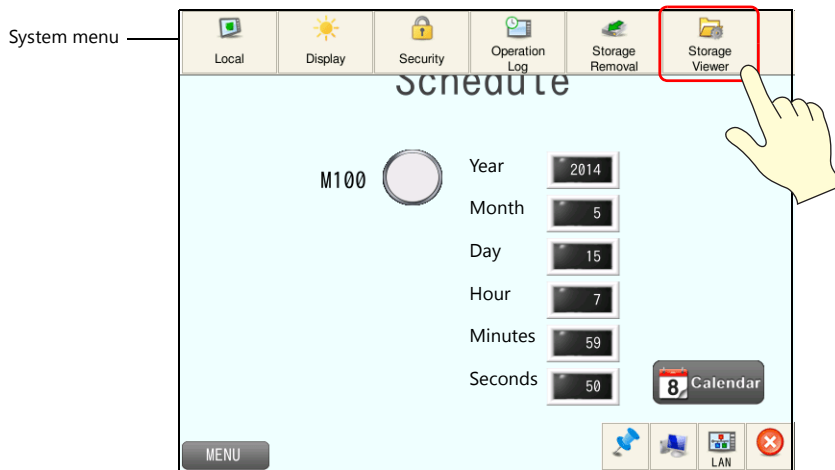 System menu
Local
Display
Security
Operation
Log
Storage
Removal
Storage
Viewer
Schedule
M100
Year 2014
Month 5
Day 15
Hour 7
Minutes 59
Seconds 50
8 Calendar
MENU
LAN